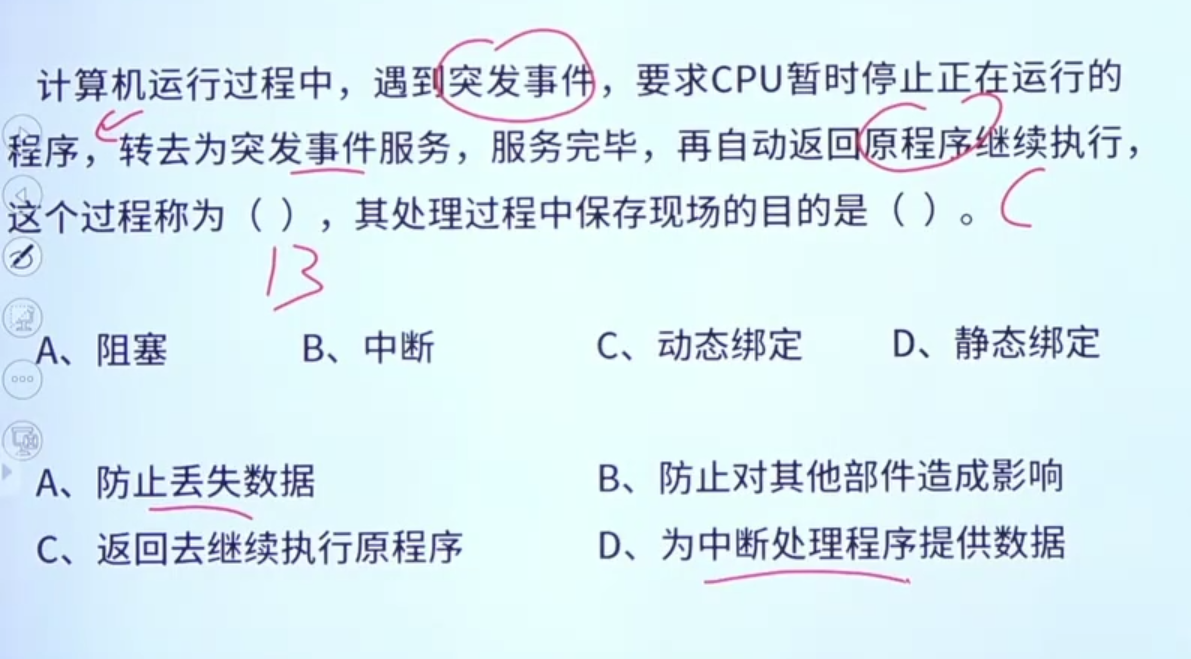 计算机运行过程中，遇到突发事件，要求CPU暂时停止正在运行的
程序，转去为突发事件服务，服务完毕，再自动返回原程序继续执行，
这个过程称为（ ），其处理过程中保存现场的目的是（ ）。C
B
A、阻塞 B、中断 C、动态绑定 D、静态绑定
A、防止丢失数据 B、防止对其他部件造成影响
C、返回去继续执行原程序 D、为中断处理程序提供数据